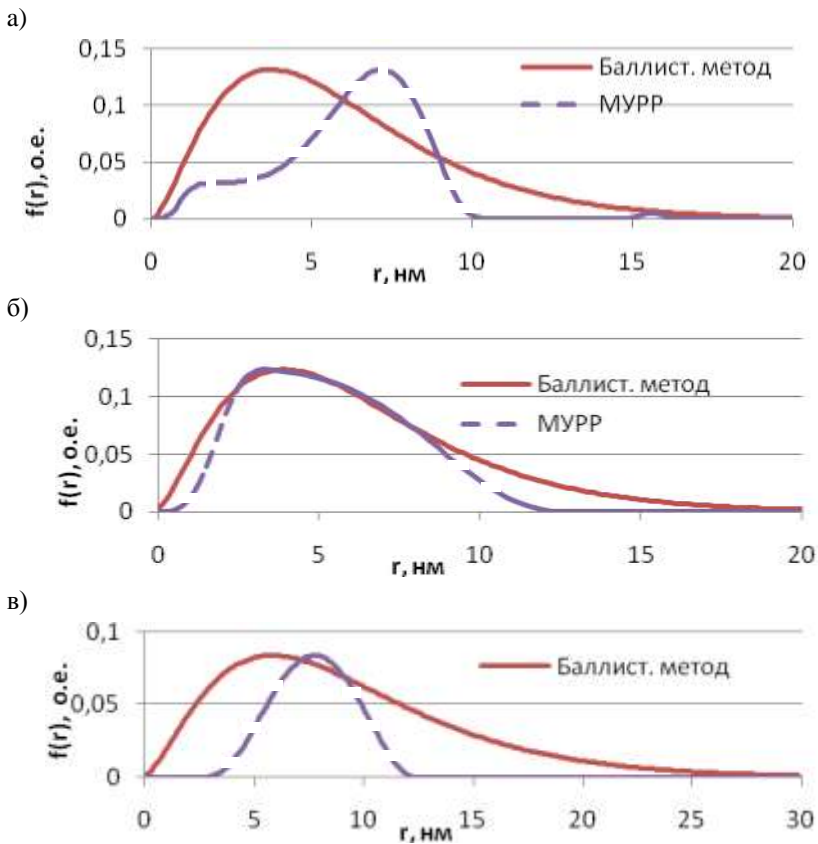 а)
0,15
0,1
0,05
0
f(r), о.е.
Баллист. метод
МУРР
0 5 10 15 20
r, нм
б)
0,15
0,1
0,05
0
f(r), о.е.
Баллист. метод
МУРР
0 5 10 15 20
r, нм
в)
0,1
0,05
0
f(r), о.е.
Баллист. метод
0 5 10 15 20 25 30
r, нм